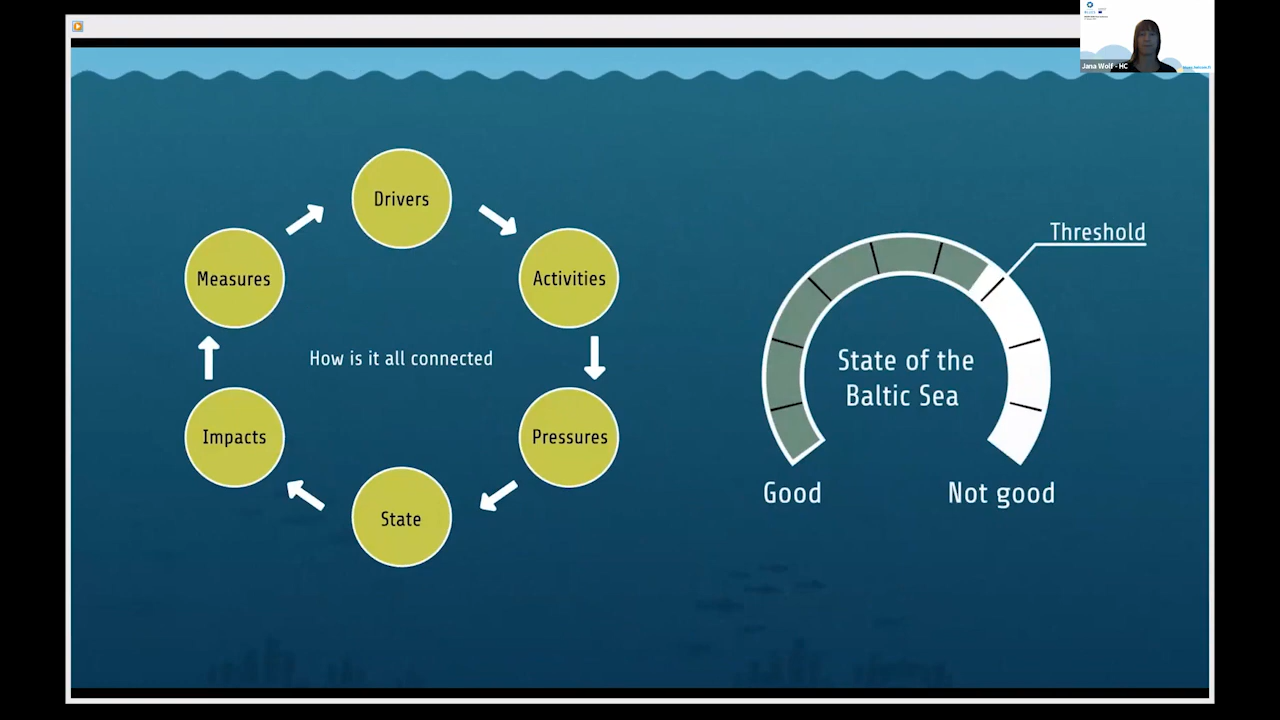 Jana Wolf - HC
Drivers
Activities
Measures
How is it all connected
Impacts
Pressures
State
Threshold
State of the
Baltic Sea
Good
Not good